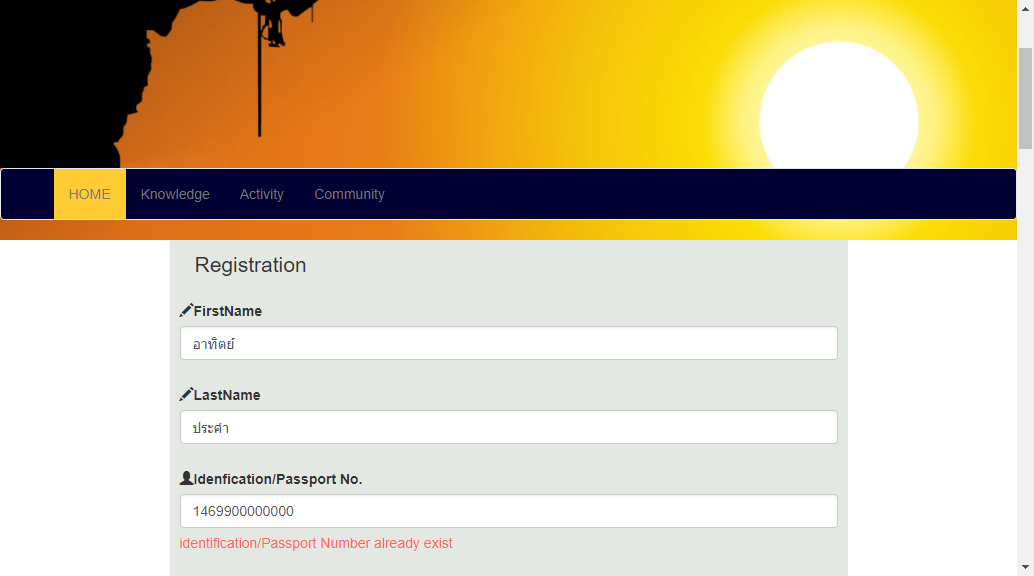 HOME Knowledge Activity Community
Registration
FirstName
อาทิตย์
LastName
ประคำ
Idenfication/Passport No.
1469900000000
identification/Passport Number already exist